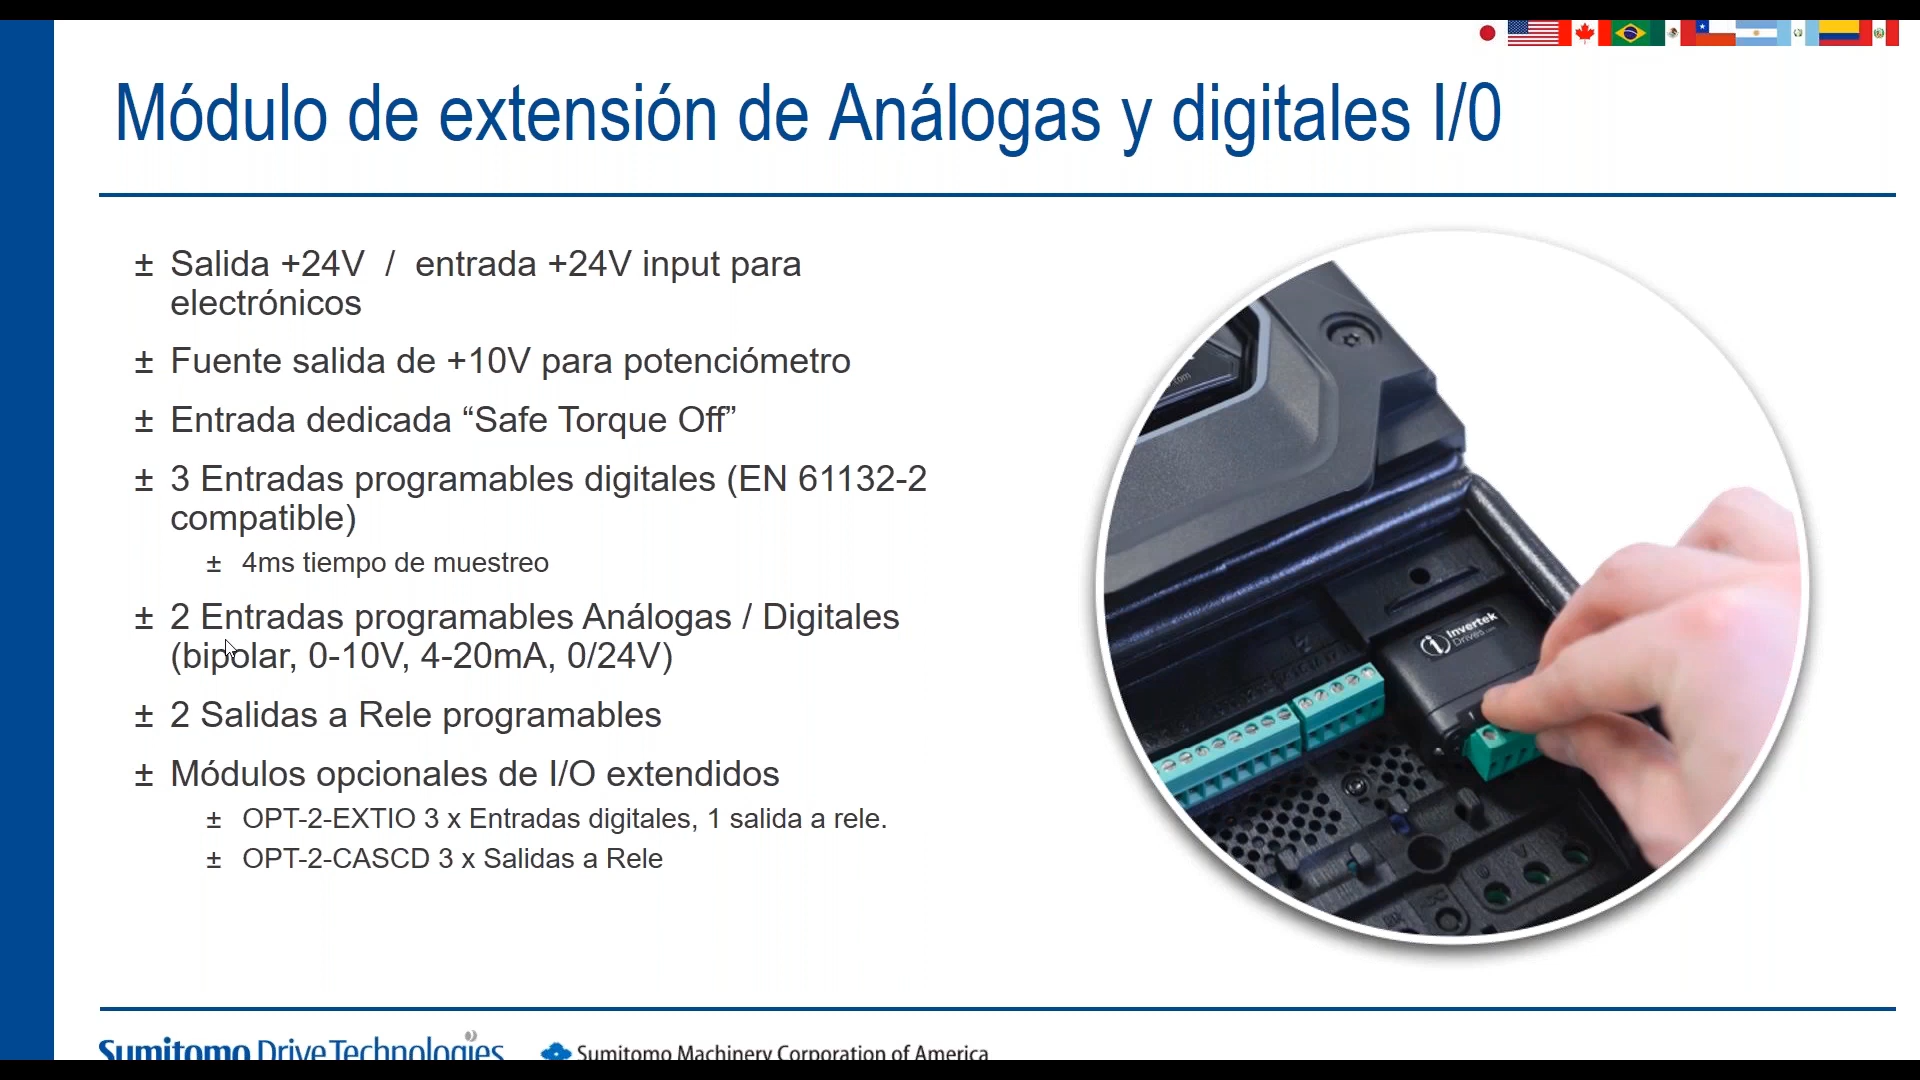 Módulo de extensión de Análogas y digitales I/0
± Salida +24V / entrada +24V input para
electrónicos
± Fuente salida de +10V para potenciómetro
± Entrada dedicada “Safe Torque Off”
± 3 Entradas programables digitales (EN 61132-2
compatible)
± 4ms tiempo de muestreo
± 2 Entradas programables Análogas / Digitales
(bipolar, 0-10V, 4-20mA, 0/24V)
± 2 Salidas a Rele programables
± Módulos opcionales de I/O extendidos
± OPT-2-EXTIO 3 x Entradas digitales, 1 salida a rele.
± OPT-2-CASCD 3 x Salidas a Rele
Invertek
Drives.com
Sumitomo Drive Technologies
Sumitomo Machinery Corporation of America